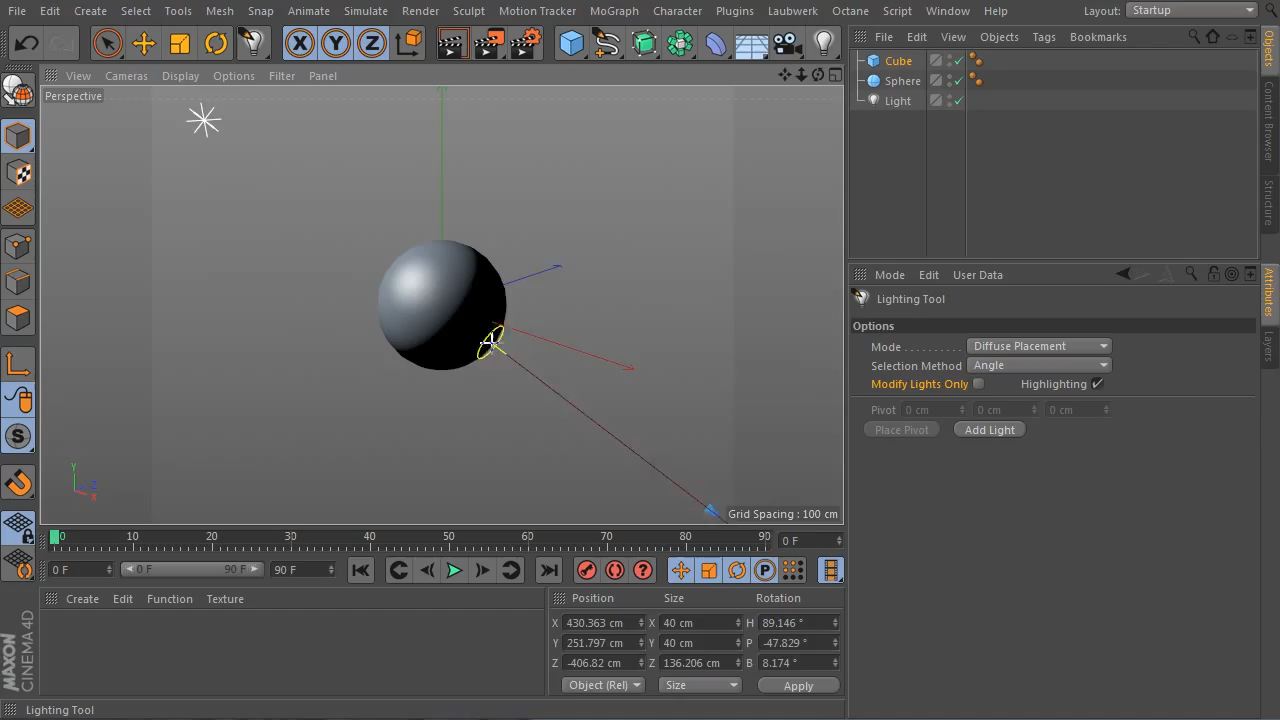 File Edit Create Select Tools Mesh Snap Animate Simulate Render Sculpt Motion Tracker MoGraph Character Plugins Laubwerk Octane Script Window Help Layout: Startup
X Y Z
File Edit View Objects Tags Bookmarks
View Cameras Display Options Filter Panel
Perspective
Cube
Sphere
Light
Objects
Content Browser
Structure
Mode Edit User Data
Lighting Tool
Options
Mode Diffuse Placement
Selection Method Angle
Modify Lights Only Highlighting
Pivot 0 cm 0 cm 0 cm
Place Pivot Add Light
Attributes
Layers
S
Y
Z
X
Grid Spacing : 100 cm
0 10 20 30 40 50 60 70 80 90 0 F
0 F 0 F 90 F 90 F P
Create Edit Function Texture
Position Size Rotation
X 430.363 cm X 40 cm H 89.146 °
Y 251.797 cm Y 40 cm P -47.829 °
Z -406.82 cm Z 136.206 cm B 8.174 °
Object (Rel) Size Apply
MAXON
CINEMA 4D
Lighting Tool